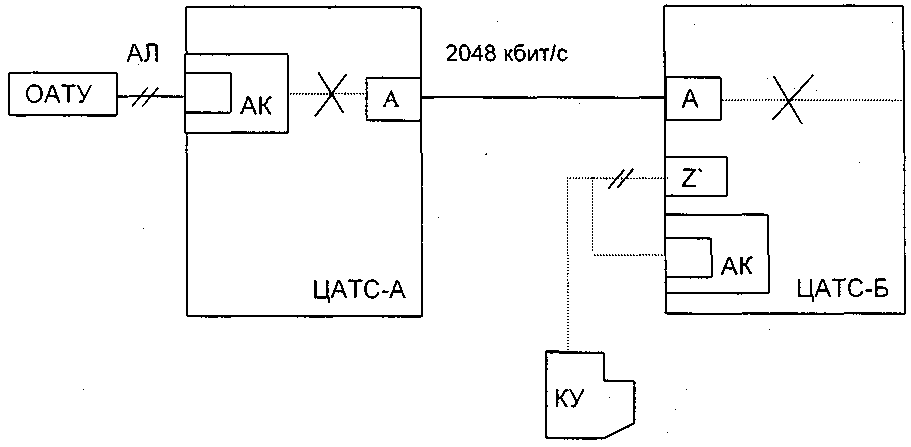 АЛ
2048 кбит/с
ОАТУ
АК
А
А
Z`
АК
ЦАТС-А
ЦАТС-Б
КУ